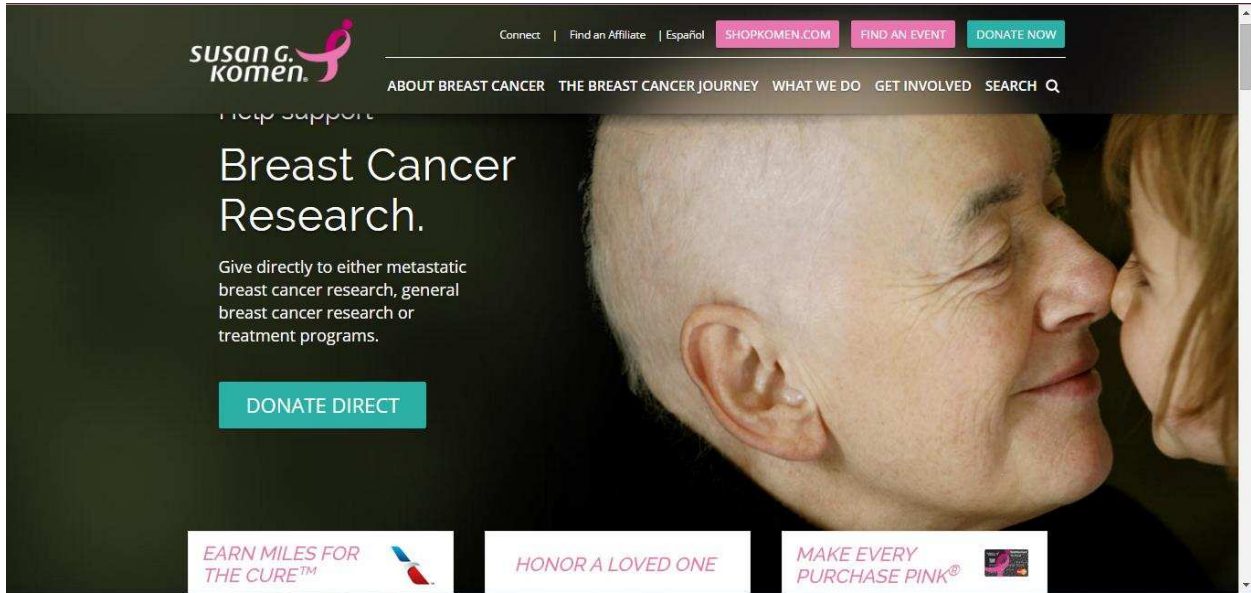 susan g.
komen.
Connect | Find an Affiliate | Español SHOPKOMEN.COM FIND AN EVENT DONATE NOW
ABOUT BREAST CANCER THE BREAST CANCER JOURNEY WHAT WE DO GET INVOLVED SEARCH
Help support
Breast Cancer
Research.
Give directly to either metastatic
breast cancer research, general
breast cancer research or
treatment programs.
DONATE DIRECT
EARN MILES FOR
THE CURE™
HONOR A LOVED ONE
MAKE EVERY
PURCHASE PINK®